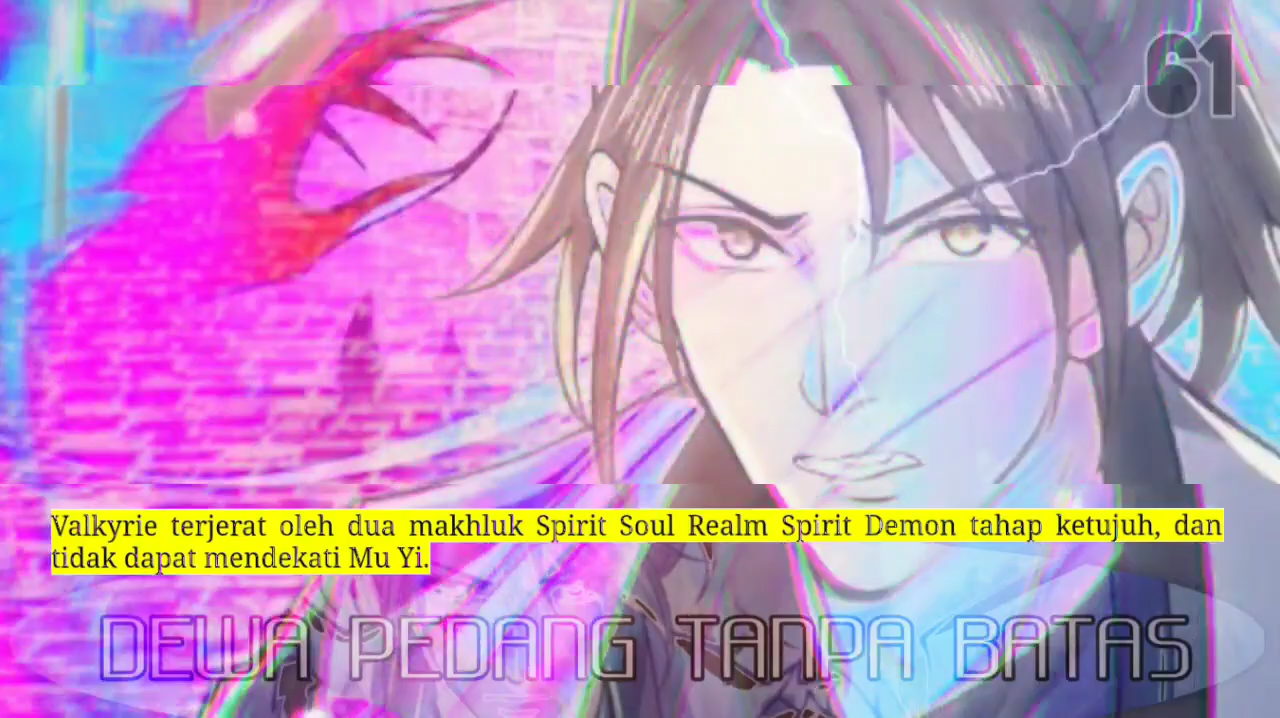 61
Valkyrie terjerat oleh dua makhluk Spirit Soul Realm Spirit Demon tahap ketujuh, dan
tidak dapat mendekati Mu Yi.
DEWA PEDANG TANPA BATAS